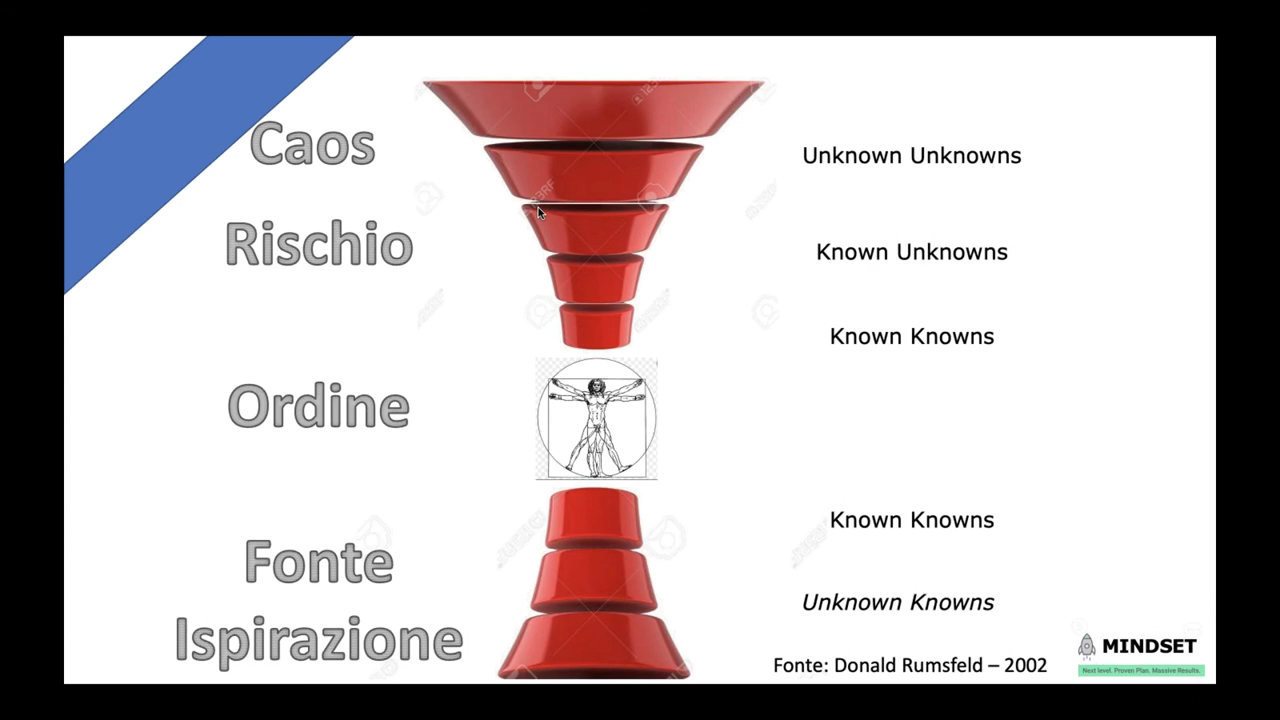 Caos
Unknown Unknowns
Rischio
Known Unknowns
Known Knowns
Ordine
Known Knowns
Fonte
Unknown Knowns
Ispirazione
Fonte: Donald Rumsfeld – 2002
MINDSET
Next level. Proven Plan. Massive Results.